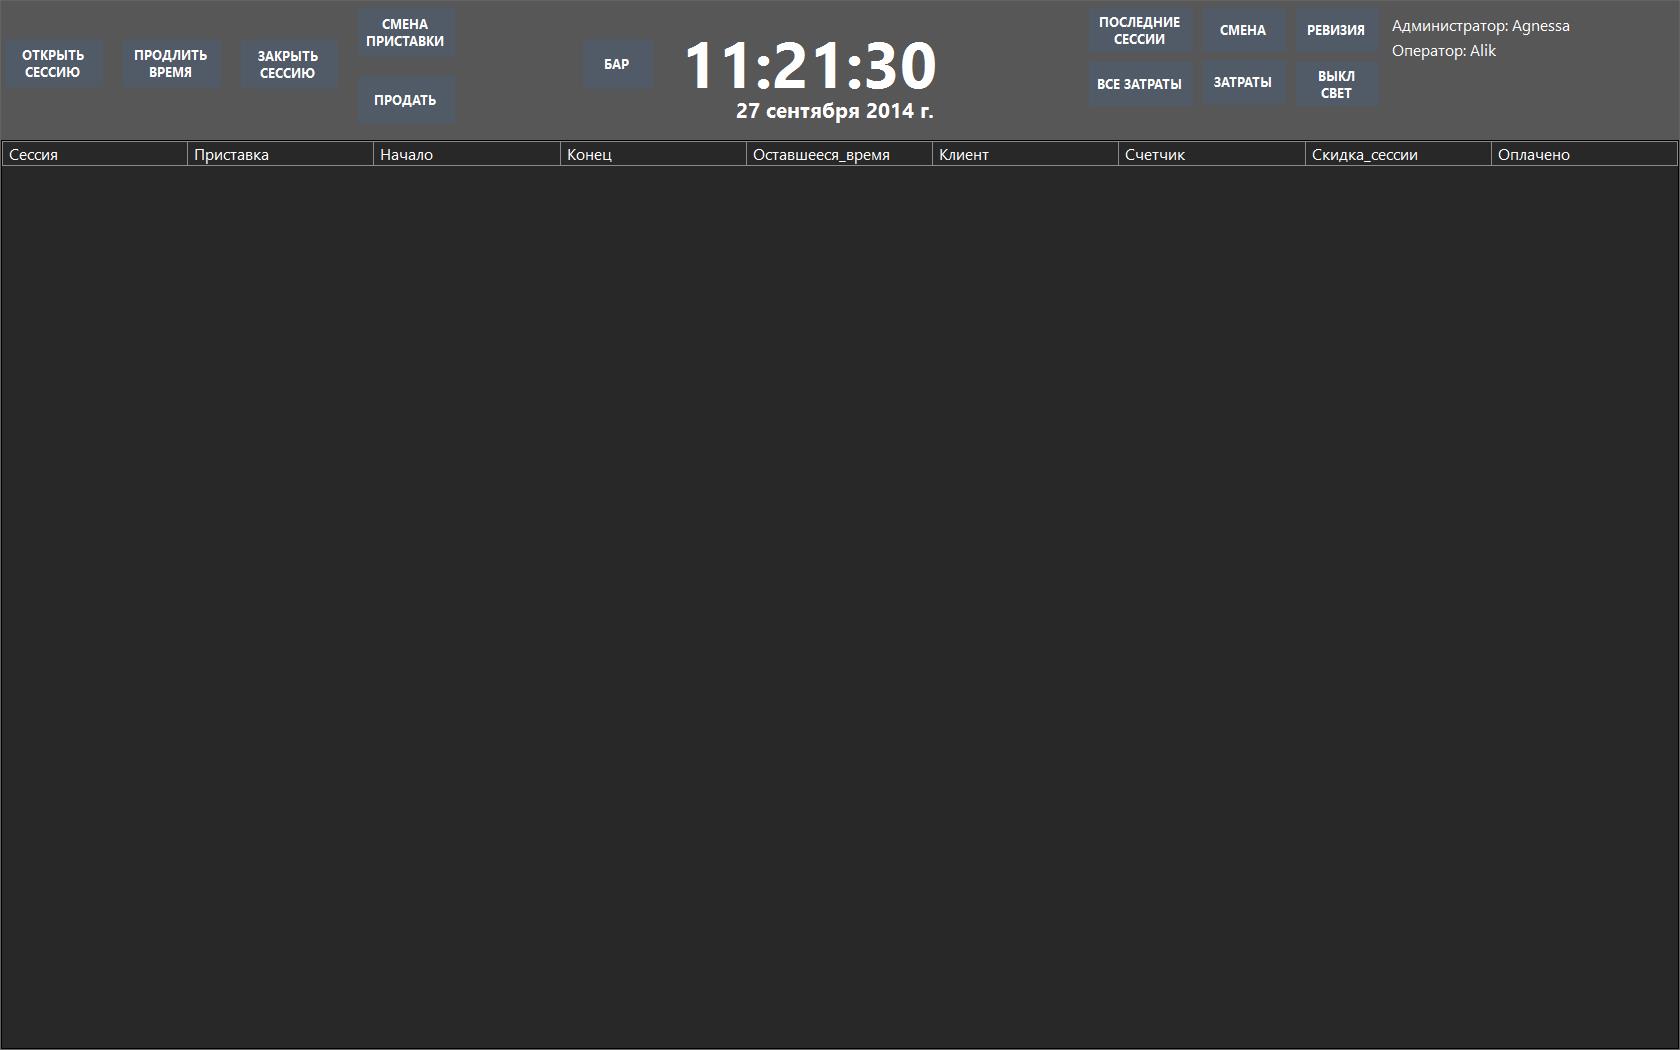 ОТКРЫТЬ
СЕССИЮ
ПРОДЛИТЬ
ВРЕМЯ
ЗАКРЫТЬ
СЕССИЮ
СМЕНА
ПРИСТАВКИ
ПРОДАТЬ
БАР
11:21:30
27 сентября 2014 г.
ПОСЛЕДНИЕ
СЕССИИ
СМЕНА
РЕВИЗИЯ
ВСЕ ЗАТРАТЫ
ЗАТРАТЫ
ВЫКЛ
СВЕТ
Администратор: Agnessa
Оператор: Alik
Сессия Приставка Начало Конец Оставшееся_время Клиент Счетчик Скидка_сессии Оплачено